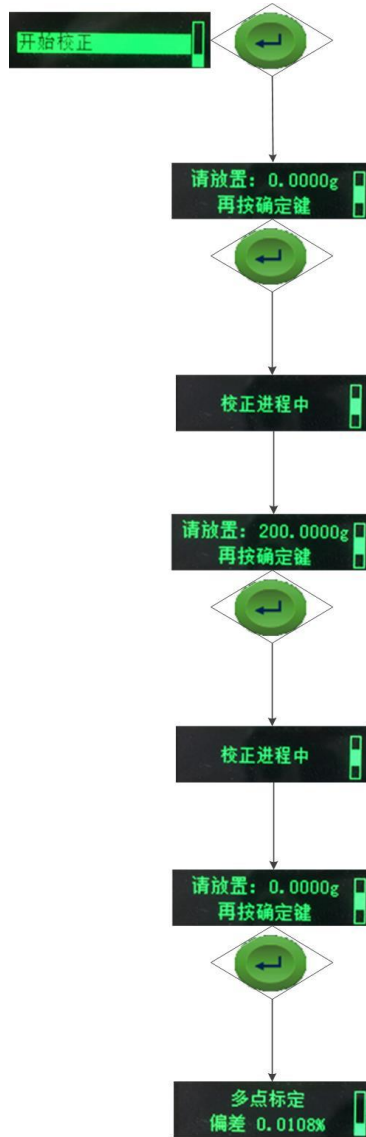 开始校正
请放置: 0.0000g
再按确定键
校正进程中
请放置: 200.0000g
再按确定键
校正进程中
请放置: 0.0000g
再按确定键
多点标定
偏差 0.0108%